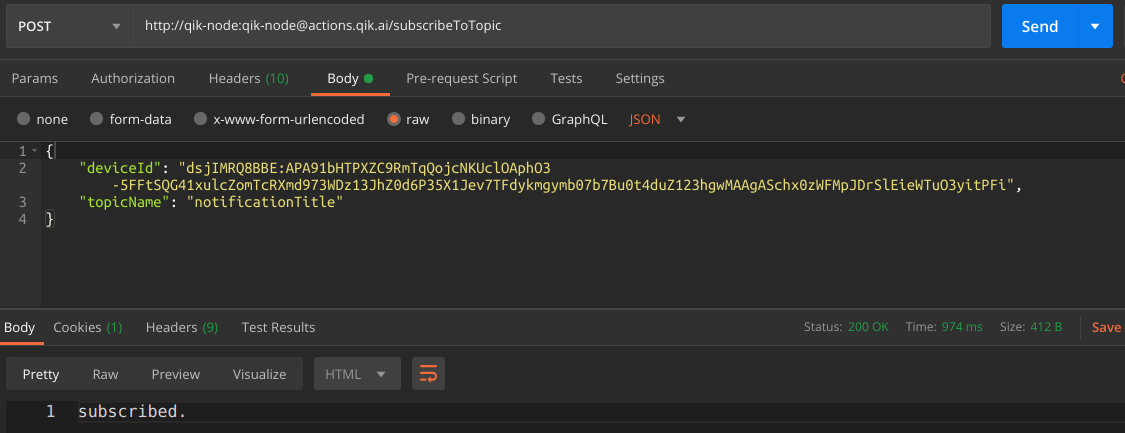 POST http://qik-node:qik-node@actions.qik.ai/subscribeToTopic Send
Params Authorization Headers (10) Body Pre-request Script Tests Settings
none form-data x-www-form-urlencoded raw binary GraphQL JSON
1 {
2 "deviceId": "dsjIMRQ8BBE:APA91bHTPXZC9RmTqQojcNKUclOAphO3
-5FFtSQG41xulcZomTcRXmd973WDz13JhZ0d6P35X1Jev7TFdykmgymb07b7Bu0t4duZ123hgwMAAgASchx0zWFMpJDrSlEieWTuO3yitPFi",
3 "topicName": "notificationTitle"
4 }
Body Cookies (1) Headers (9) Test Results Status: 200 OK Time: 974 ms Size: 412 B Save
Pretty Raw Preview Visualize HTML
1 subscribed.